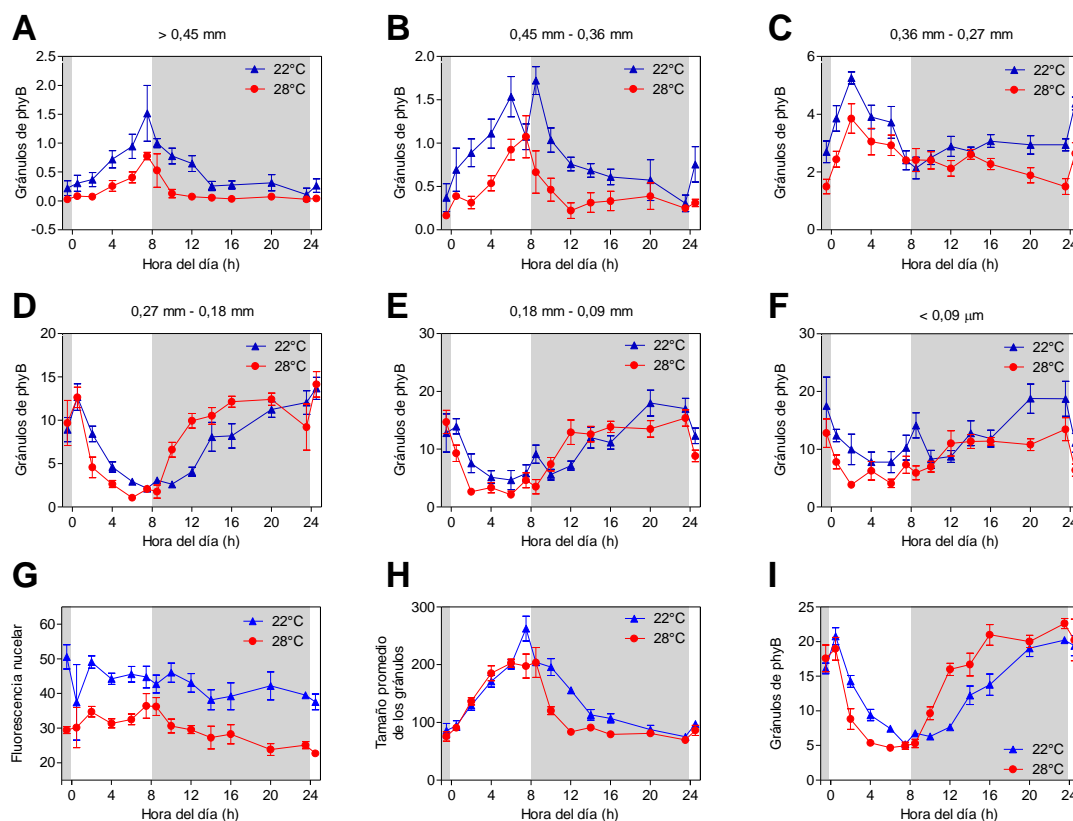 A
> 0,45 mm
Gránulos de phyB
2.5
2.0
1.5
1.0
0.5
0.0
-0.5
22°C
28°C
0 4 8 12 16 20 24
Hora del día (h)
B
0,45 mm - 0,36 mm
Gránulos de phyB
2.0
1.5
1.0
0.5
0.0
22°C
28°C
0 4 8 12 16 20 24
Hora del día (h)
C
0,36 mm - 0,27 mm
Gránulos de phyB
6
4
2
0
22°C
28°C
0 4 8 12 16 20 24
Hora del día (h)
D
0,27 mm - 0,18 mm
Gránulos de phyB
20
15
10
5
0
22°C
28°C
0 4 8 12 16 20 24
Hora del día (h)
E
0,18 mm - 0,09 mm
Gránulos de phyB
30
20
10
0
22°C
28°C
0 4 8 12 16 20 24
Hora del día (h)
F
< 0,09 μm
Gránulos de phyB
30
20
10
0
22°C
28°C
0 4 8 12 16 20 24
Hora del día (h)
G
Fluorescencia nucelar
60
50
40
30
20
22°C
28°C
0 4 8 12 16 20 24
Hora del día (h)
H
Tamaño promedio
de los gránulos
300
200
100
0
22°C
28°C
0 4 8 12 16 20 24
Hora del día (h)
I
Gránulos de phyB
25
20
15
10
5
0
22°C
28°C
0 4 8 12 16 20 24
Hora del día (h)